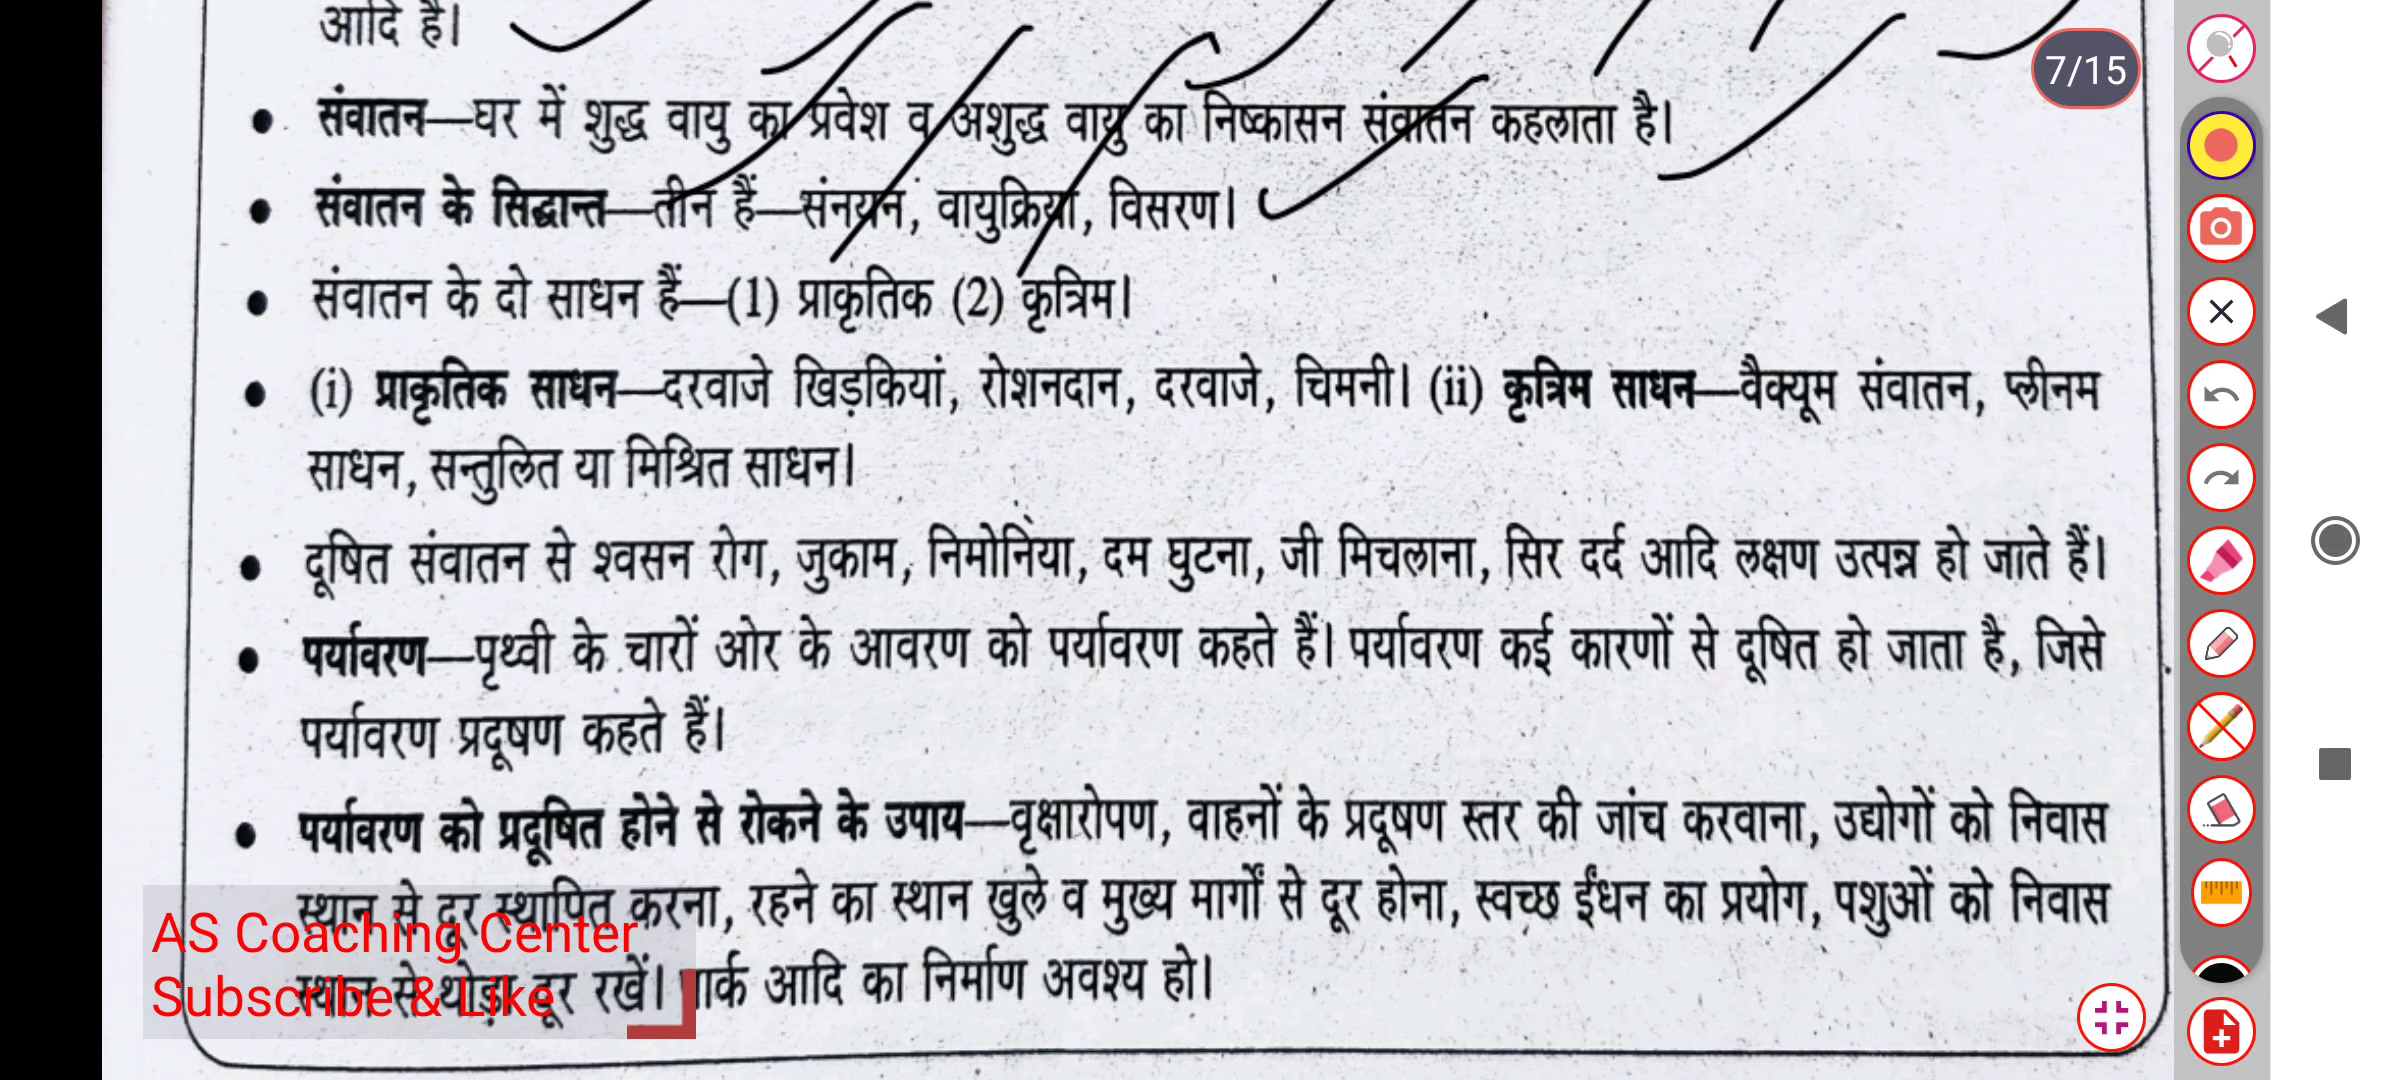 आदि है।
7/15
• संवातन—घर में शुद्ध वायु का प्रवेश व अशुद्ध वायु का निष्कासन संवातन कहलाता है।
• संवातन के सिद्धान्त—तीन हैं—संनयन, वायुक्रिया, विसरण।
• संवातन के दो साधन हैं—(1) प्राकृतिक (2) कृत्रिम।
• (i) प्राकृतिक साधन—दरवाजे खिड़कियां, रोशनदान, दरवाजे, चिमनी। (ii) कृत्रिम साधन—वैक्यूम संवातन, प्लीनम
साधन, सन्तुलित या मिश्रित साधन।
• दूषित संवातन से श्वसन रोग, जुकाम, निमोनिया, दम घुटना, जी मिचलाना, सिर दर्द आदि लक्षण उत्पन्न हो जाते हैं।
• पर्यावरण—पृथ्वी के चारों ओर के आवरण को पर्यावरण कहते हैं। पर्यावरण कई कारणों से दूषित हो जाता है, जिसे
पर्यावरण प्रदूषण कहते हैं।
• पर्यावरण को प्रदूषित होने से रोकने के उपाय—वृक्षारोपण, वाहनों के प्रदूषण स्तर की जांच करवाना, उद्योगों को निवास
स्थान से दूर स्थापित करना, रहने का स्थान खुले व मुख्य मार्गों से दूर होना, स्वच्छ ईंधन का प्रयोग, पशुओं को निवास
स्थान से थोड़ा दूर रखें। पार्क आदि का निर्माण अवश्य हो।
AS Coaching Center
Subscribe & Like